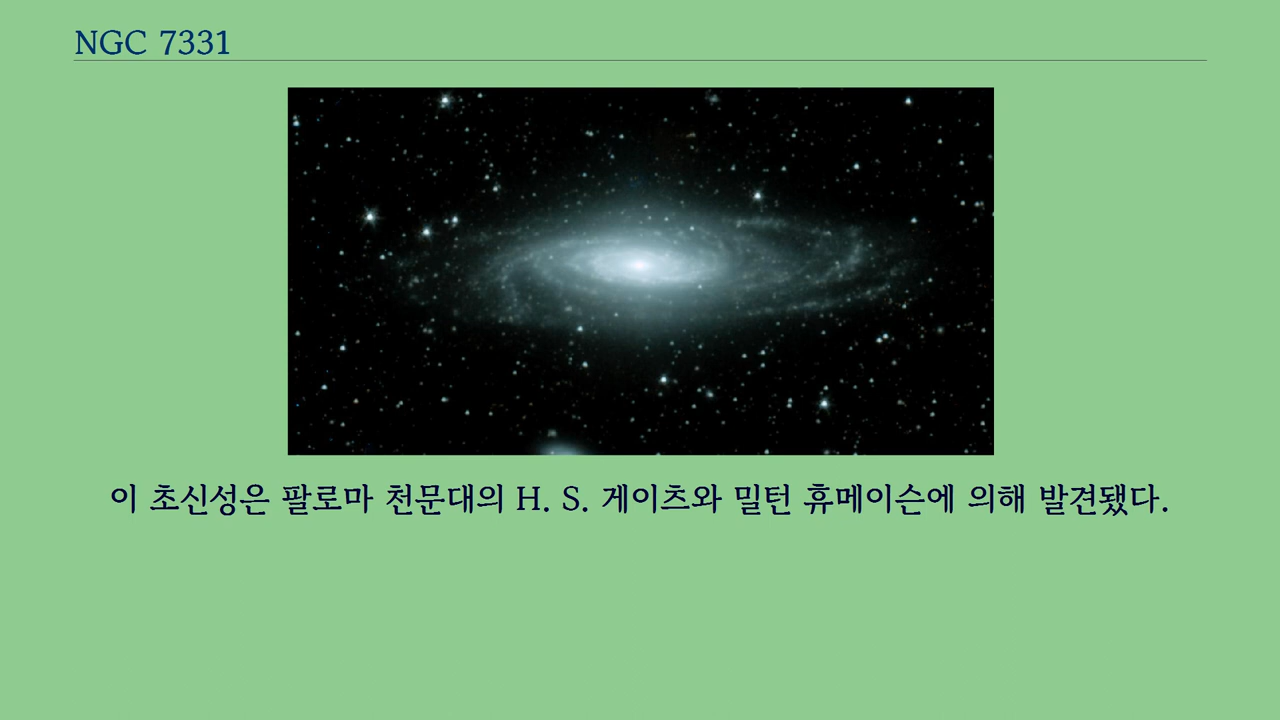 NGC 7331
이 초신성은 팔로마 천문대의 H. S. 게이츠와 밀턴 휴메이슨에 의해 발견됐다.